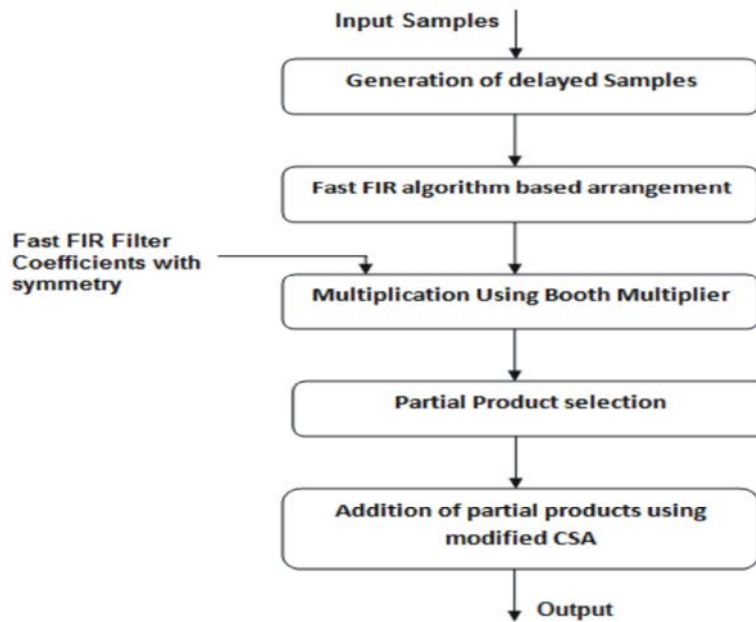 Input Samples
Generation of delayed Samples
Fast FIR algorithm based arrangement
Fast FIR Filter
Coefficients with
symmetry
Multiplication Using Booth Multiplier
Partial Product selection
Addition of partial products using
modified CSA
Output